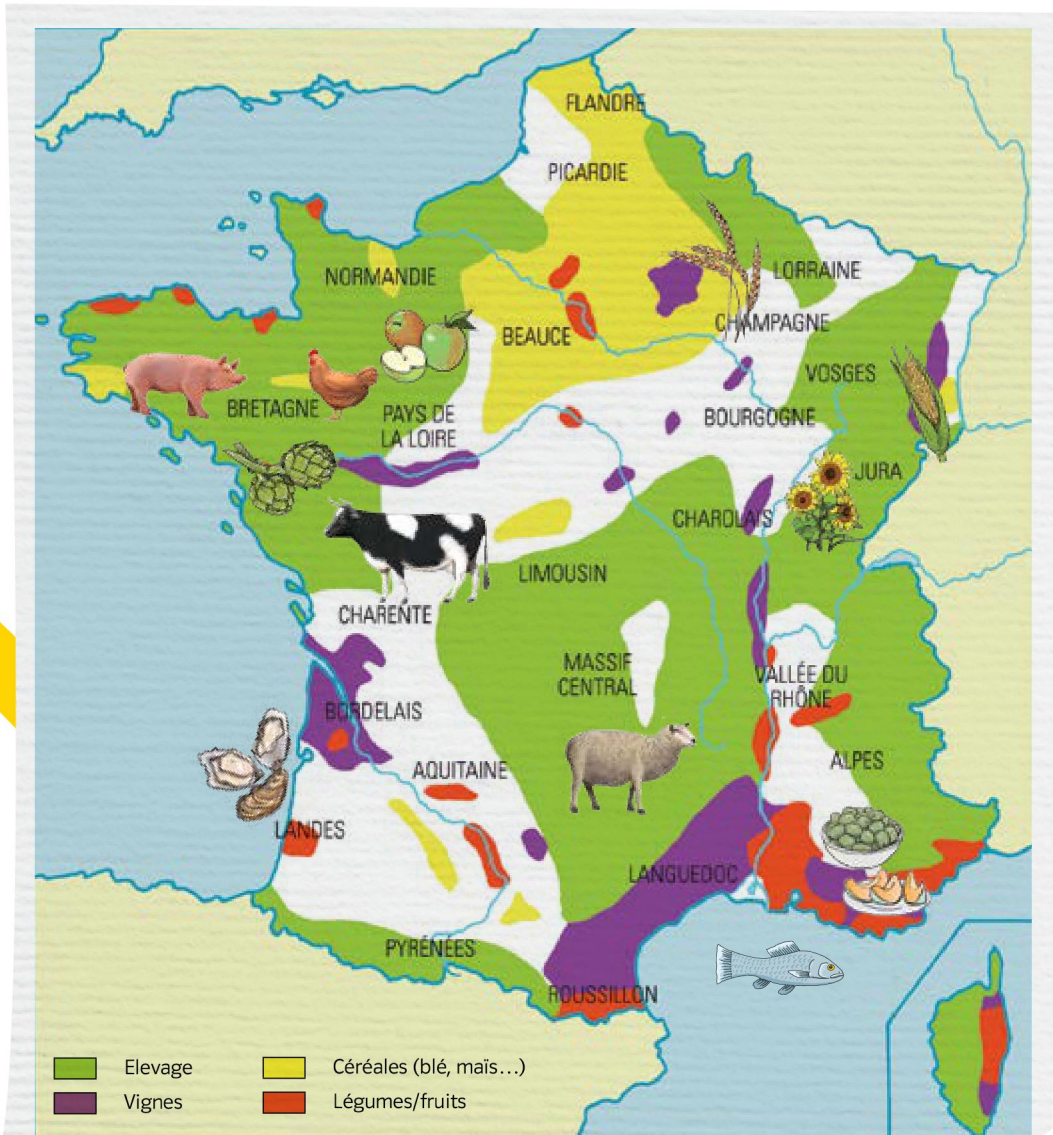 FLANDRE
PICARDIE
NORMANDIE
LORRAINE
BEAUCE
CHAMPAGNE
VOSGES
BRETAGNE
PAYS DE
LA LOIRE
BOURGOGNE
JURA
CHAROLAIS
LIMOUSIN
CHARENTE
MASSIF
CENTRAL
VALLÉE DU
RHÔNE
BORDELAIS
AQUITAINE
ALPES
LANDES
LANGUEDOC
PYRÉNÉES
ROUSSILLON
Elevage
Céréales (blé, maïs...)
Vignes
Légumes/fruits